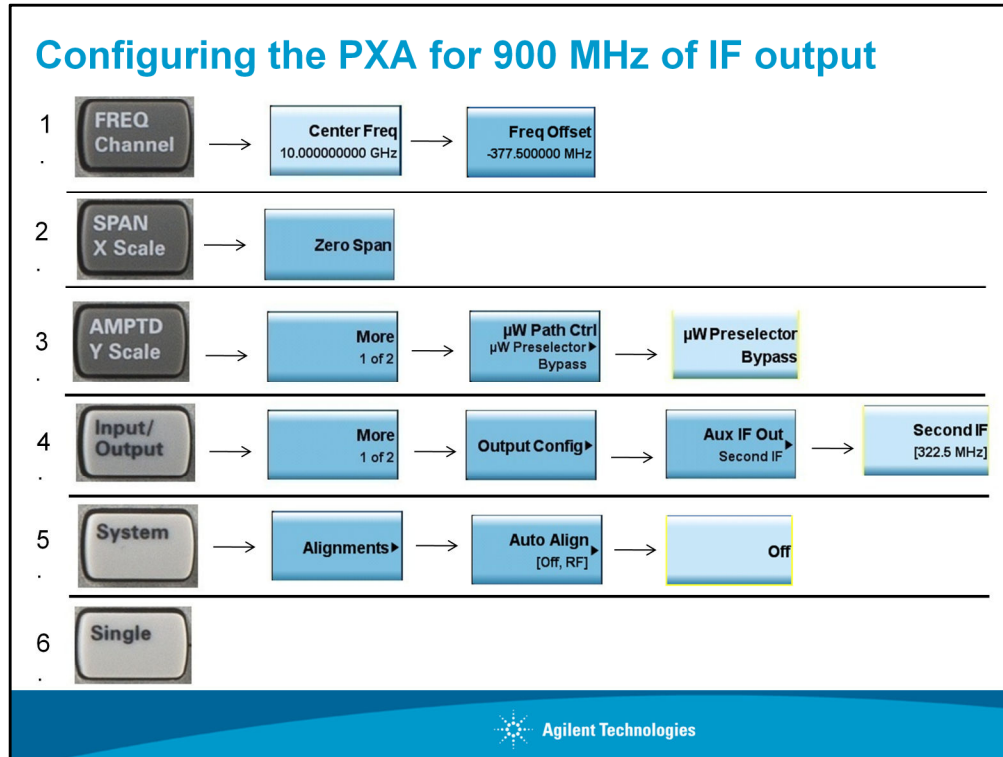 Configuring the PXA for 900 MHz of IF output
1
.
FREQ
Channel
Center Freq
10.000000000 GHz
Freq Offset
-377.500000 MHz
2
.
SPAN
X Scale
Zero Span
3
.
AMPTD
Y Scale
More
1 of 2
µW Path Ctrl
µW Preselector
Bypass
µW Preselector
Bypass
4
.
Input/
Output
More
1 of 2
Output Config
Aux IF Out
Second IF
Second IF
[322.5 MHz]
5
.
System
Alignments
Auto Align
[Off, RF]
Off
6
.
Single
Agilent Technologies